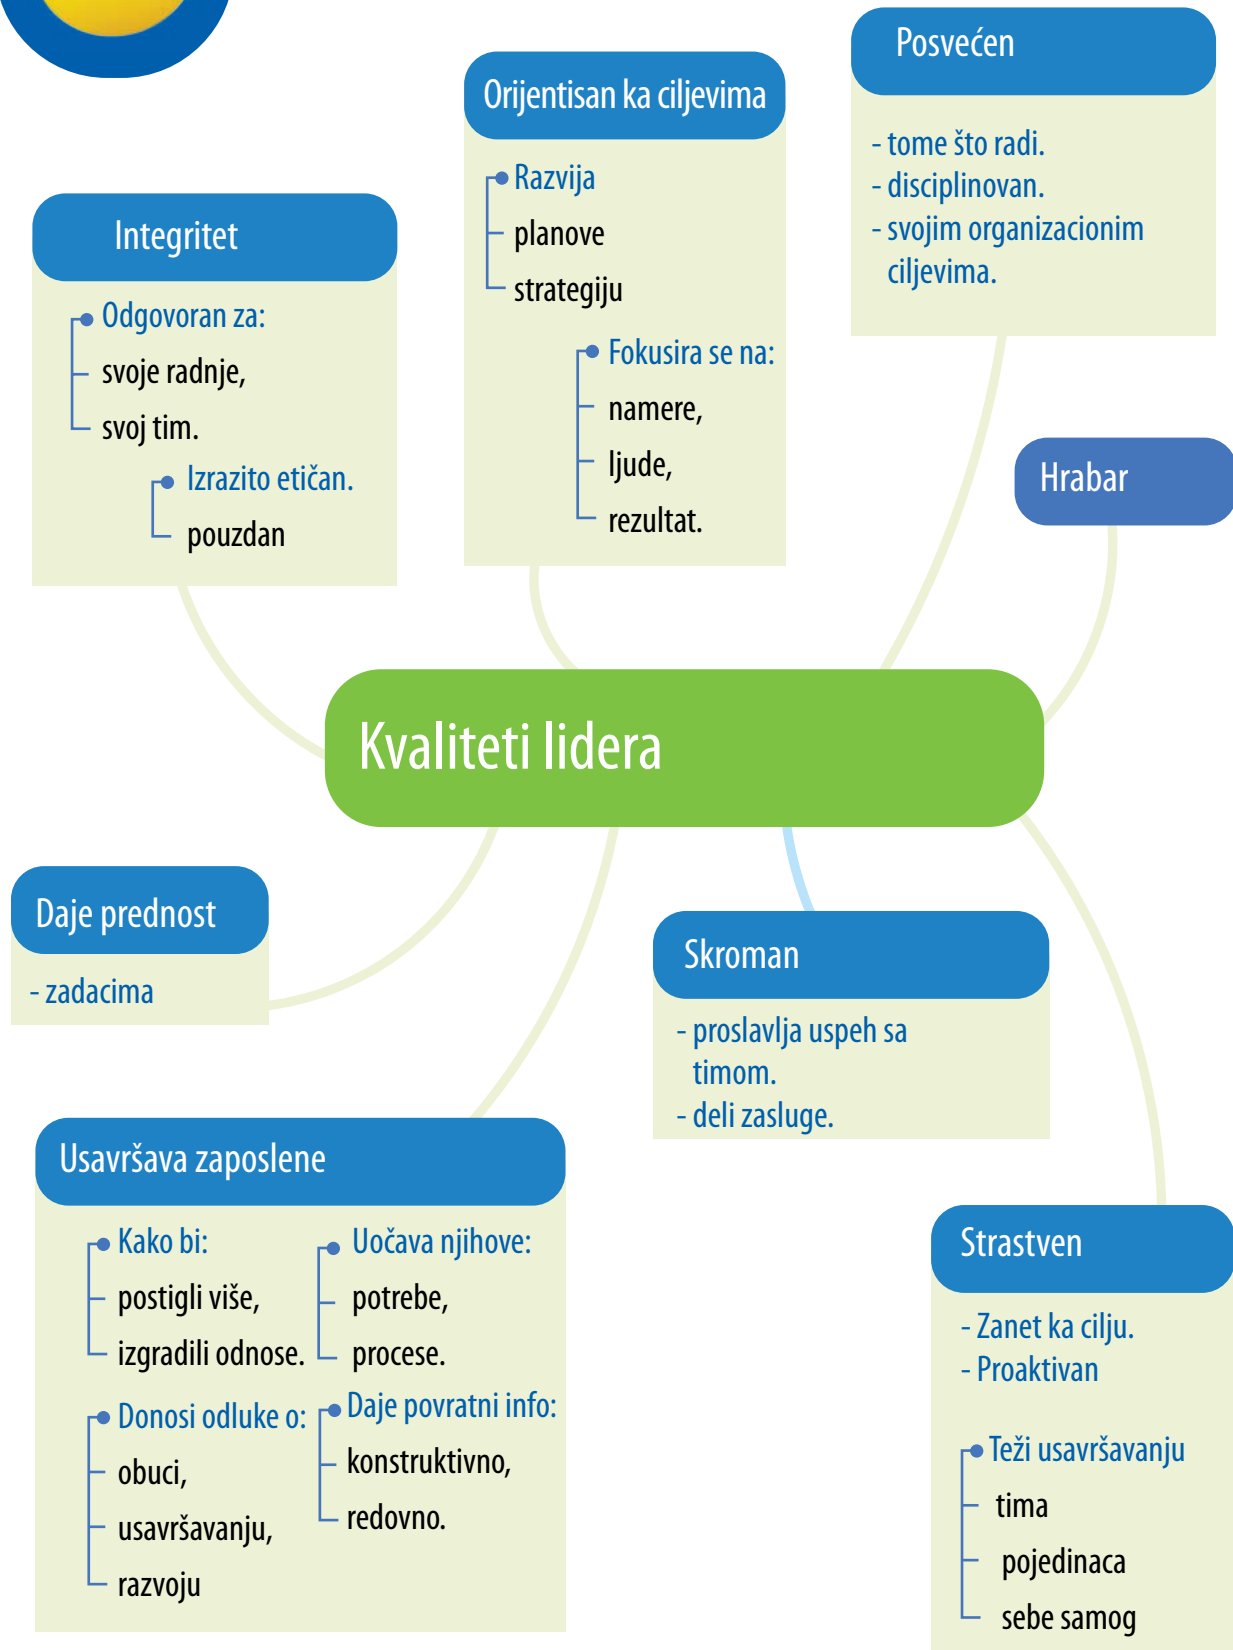 Posvećen
- tome što radi.
- disciplinovan.
- svojim organizacionim
ciljevima.
Orijentisan ka ciljevima
Razvija
planove
strategiju
Fokusira se na:
namere,
ljude,
rezultat.
Integritet
Odgovoran za:
svoje radnje,
svoj tim.
Izrazito etičan.
pouzdan
Hrabar
Kvaliteti lidera
Daje prednost
- zadacima
Skroman
- proslavlja uspeh sa
timom.
- deli zasluge.
Usavršava zaposlene
Kako bi:
postigli više,
izgradili odnose.
Uočava njihove:
potrebe,
procese.
Donosi odluke o:
obuci,
usavršavanju,
razvoju
Daje povratni info:
konstruktivno,
redovno.
Strastven
- Zanet ka cilju.
- Proaktivan
Teži usavršavanju
tima
pojedinaca
sebe samog